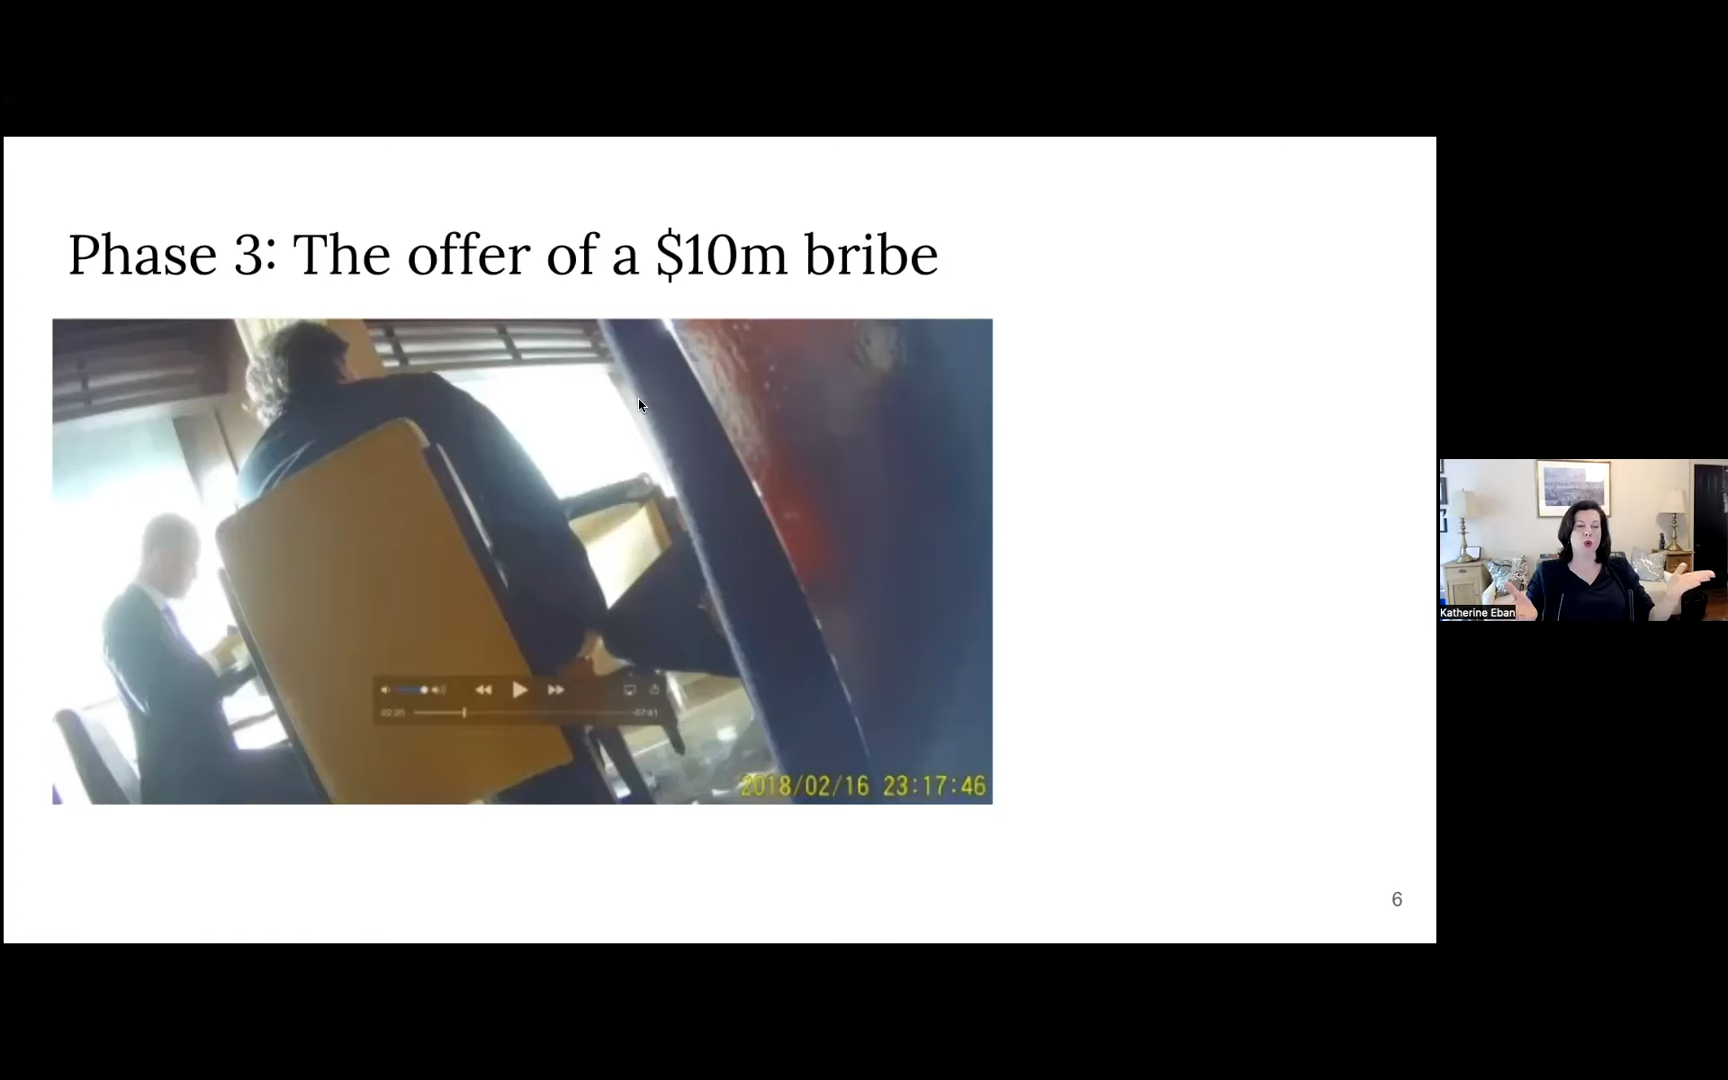 Phase 3: The offer of a $10m bribe
2018/02/16 23:17:46
6
Katherine Eban